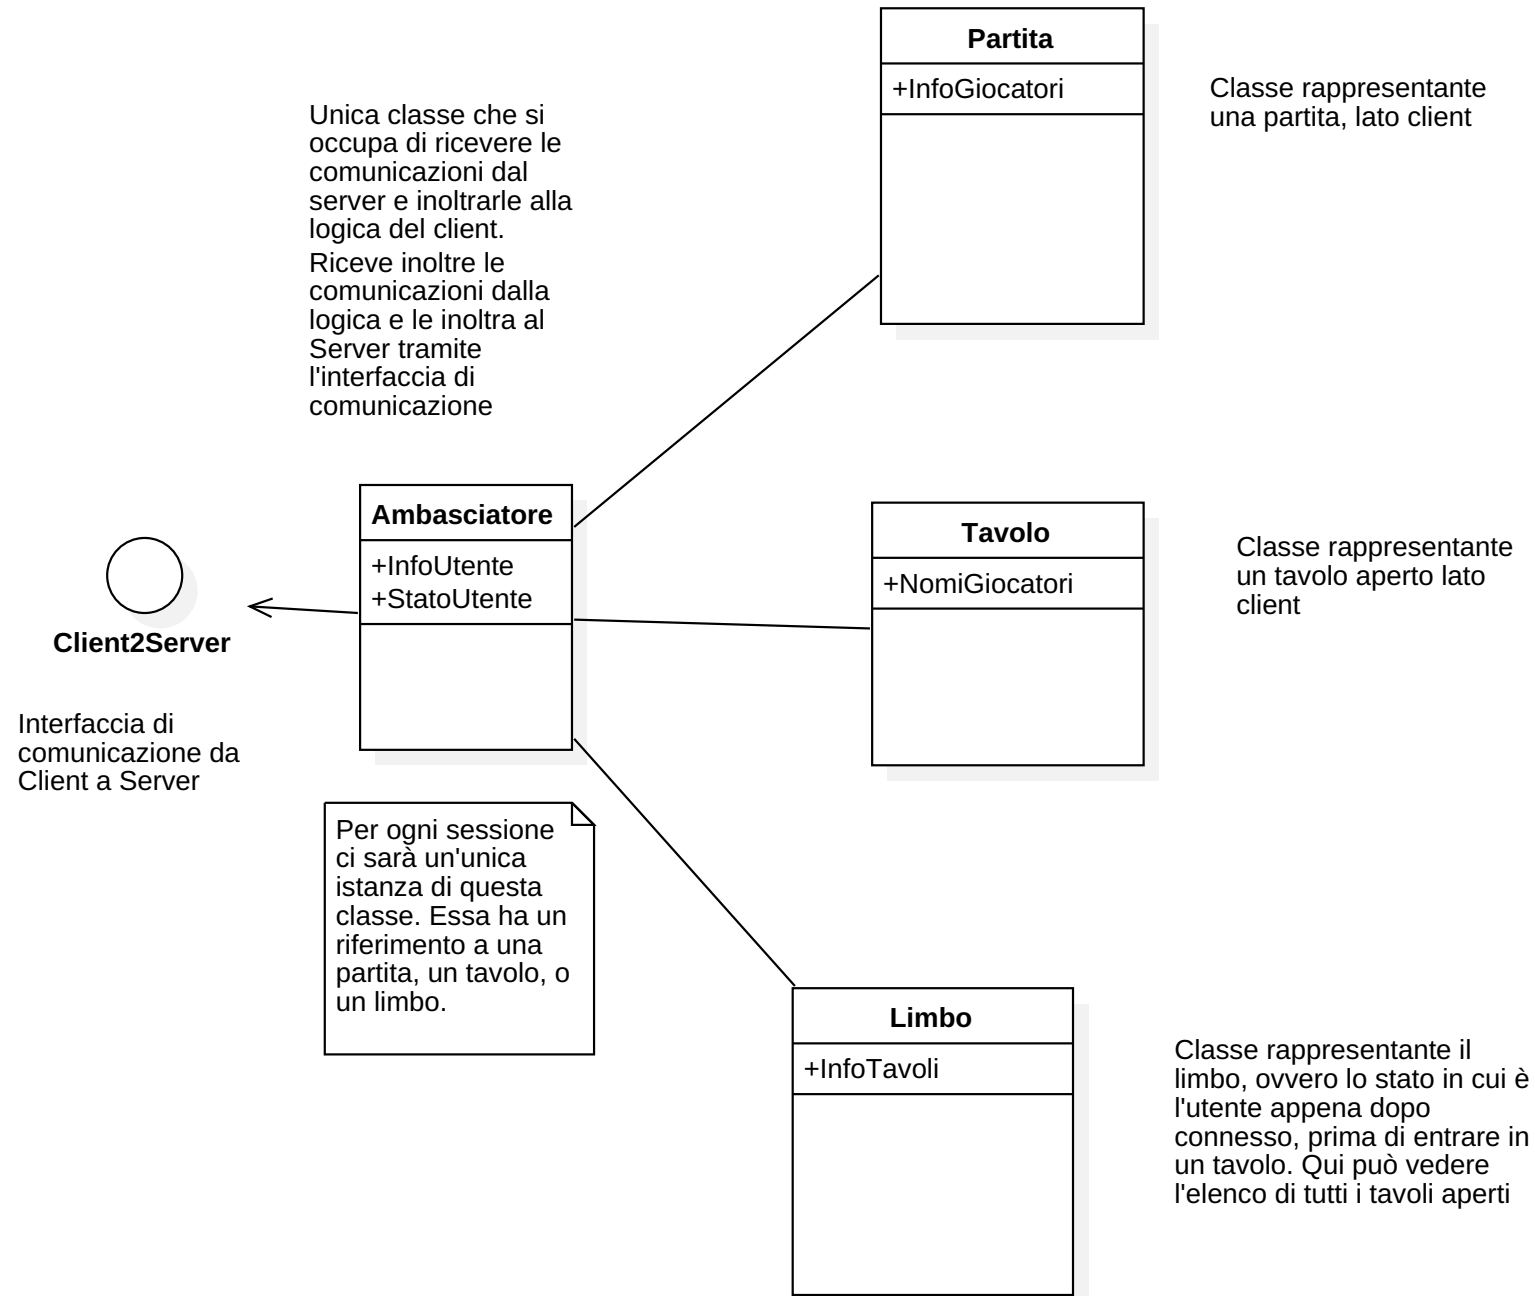 Partita
+InfoGiocatori
Classe rappresentante
una partita, lato client
Unica classe che si
occupa di ricevere le
comunicazioni dal
server e inoltrarle alla
logica del client.
Riceve inoltre le
comunicazioni dalla
logica e le inoltra al
Server tramite
l'interfaccia di
comunicazione
Ambasciatore
+InfoUtente
+StatoUtente
Tavolo
+NomiGiocatori
Classe rappresentante
un tavolo aperto lato
client
Client2Server
Interfaccia di
comunicazione da
Client a Server
Per ogni sessione
ci sarà un'unica
istanza di questa
classe. Essa ha un
riferimento a una
partita, un tavolo, o
un limbo.
Limbo
+InfoTavoli
Classe rappresentante il
limbo, ovvero lo stato in cui è
l'utente appena dopo
connesso, prima di entrare in
un tavolo. Qui può vedere
l'elenco di tutti i tavoli aperti